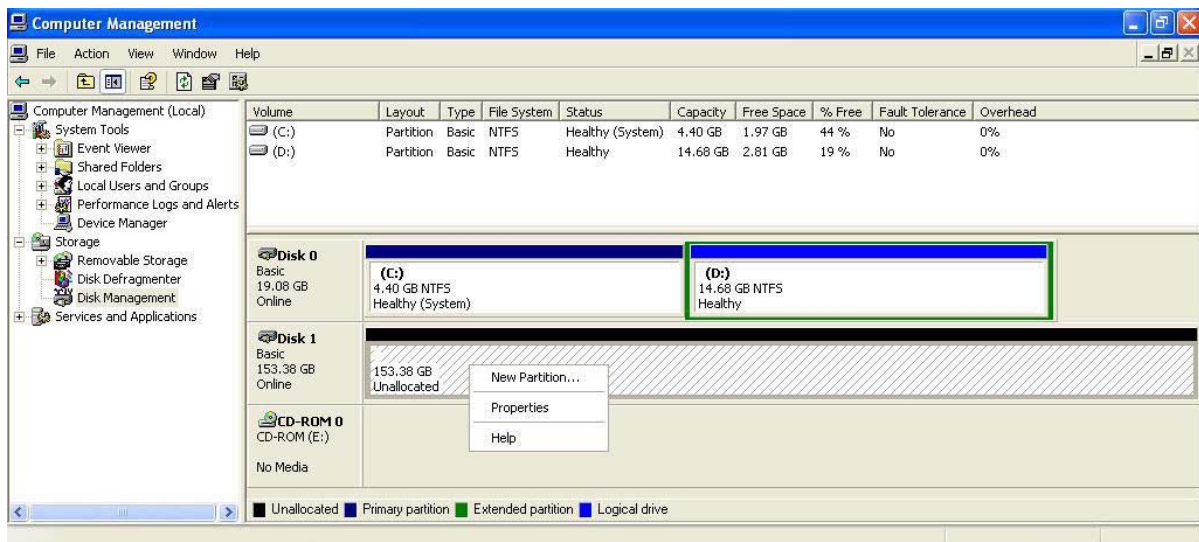 Computer Management
File Action View Window Help
Computer Management (Local)
System Tools
Event Viewer
Shared Folders
Local Users and Groups
Performance Logs and Alerts
Device Manager
Storage
Removable Storage
Disk Defragmenter
Disk Management
Services and Applications
Volume Layout Type File System Status Capacity Free Space % Free Fault Tolerance Overhead
(C:) Partition Basic NTFS Healthy (System) 4.40 GB 1.97 GB 44 % No 0%
(D:) Partition Basic NTFS Healthy 14.68 GB 2.81 GB 19 % No 0%
Disk 0
Basic
19.08 GB
Online
(C:)
4.40 GB NTFS
Healthy (System)
(D:)
14.68 GB NTFS
Healthy
Disk 1
Basic
153.38 GB
Online
153.38 GB
Unallocated
New Partition...
Properties
Help
CD-ROM 0
CD-ROM (E:)
No Media
Unallocated Primary partition Extended partition Logical drive